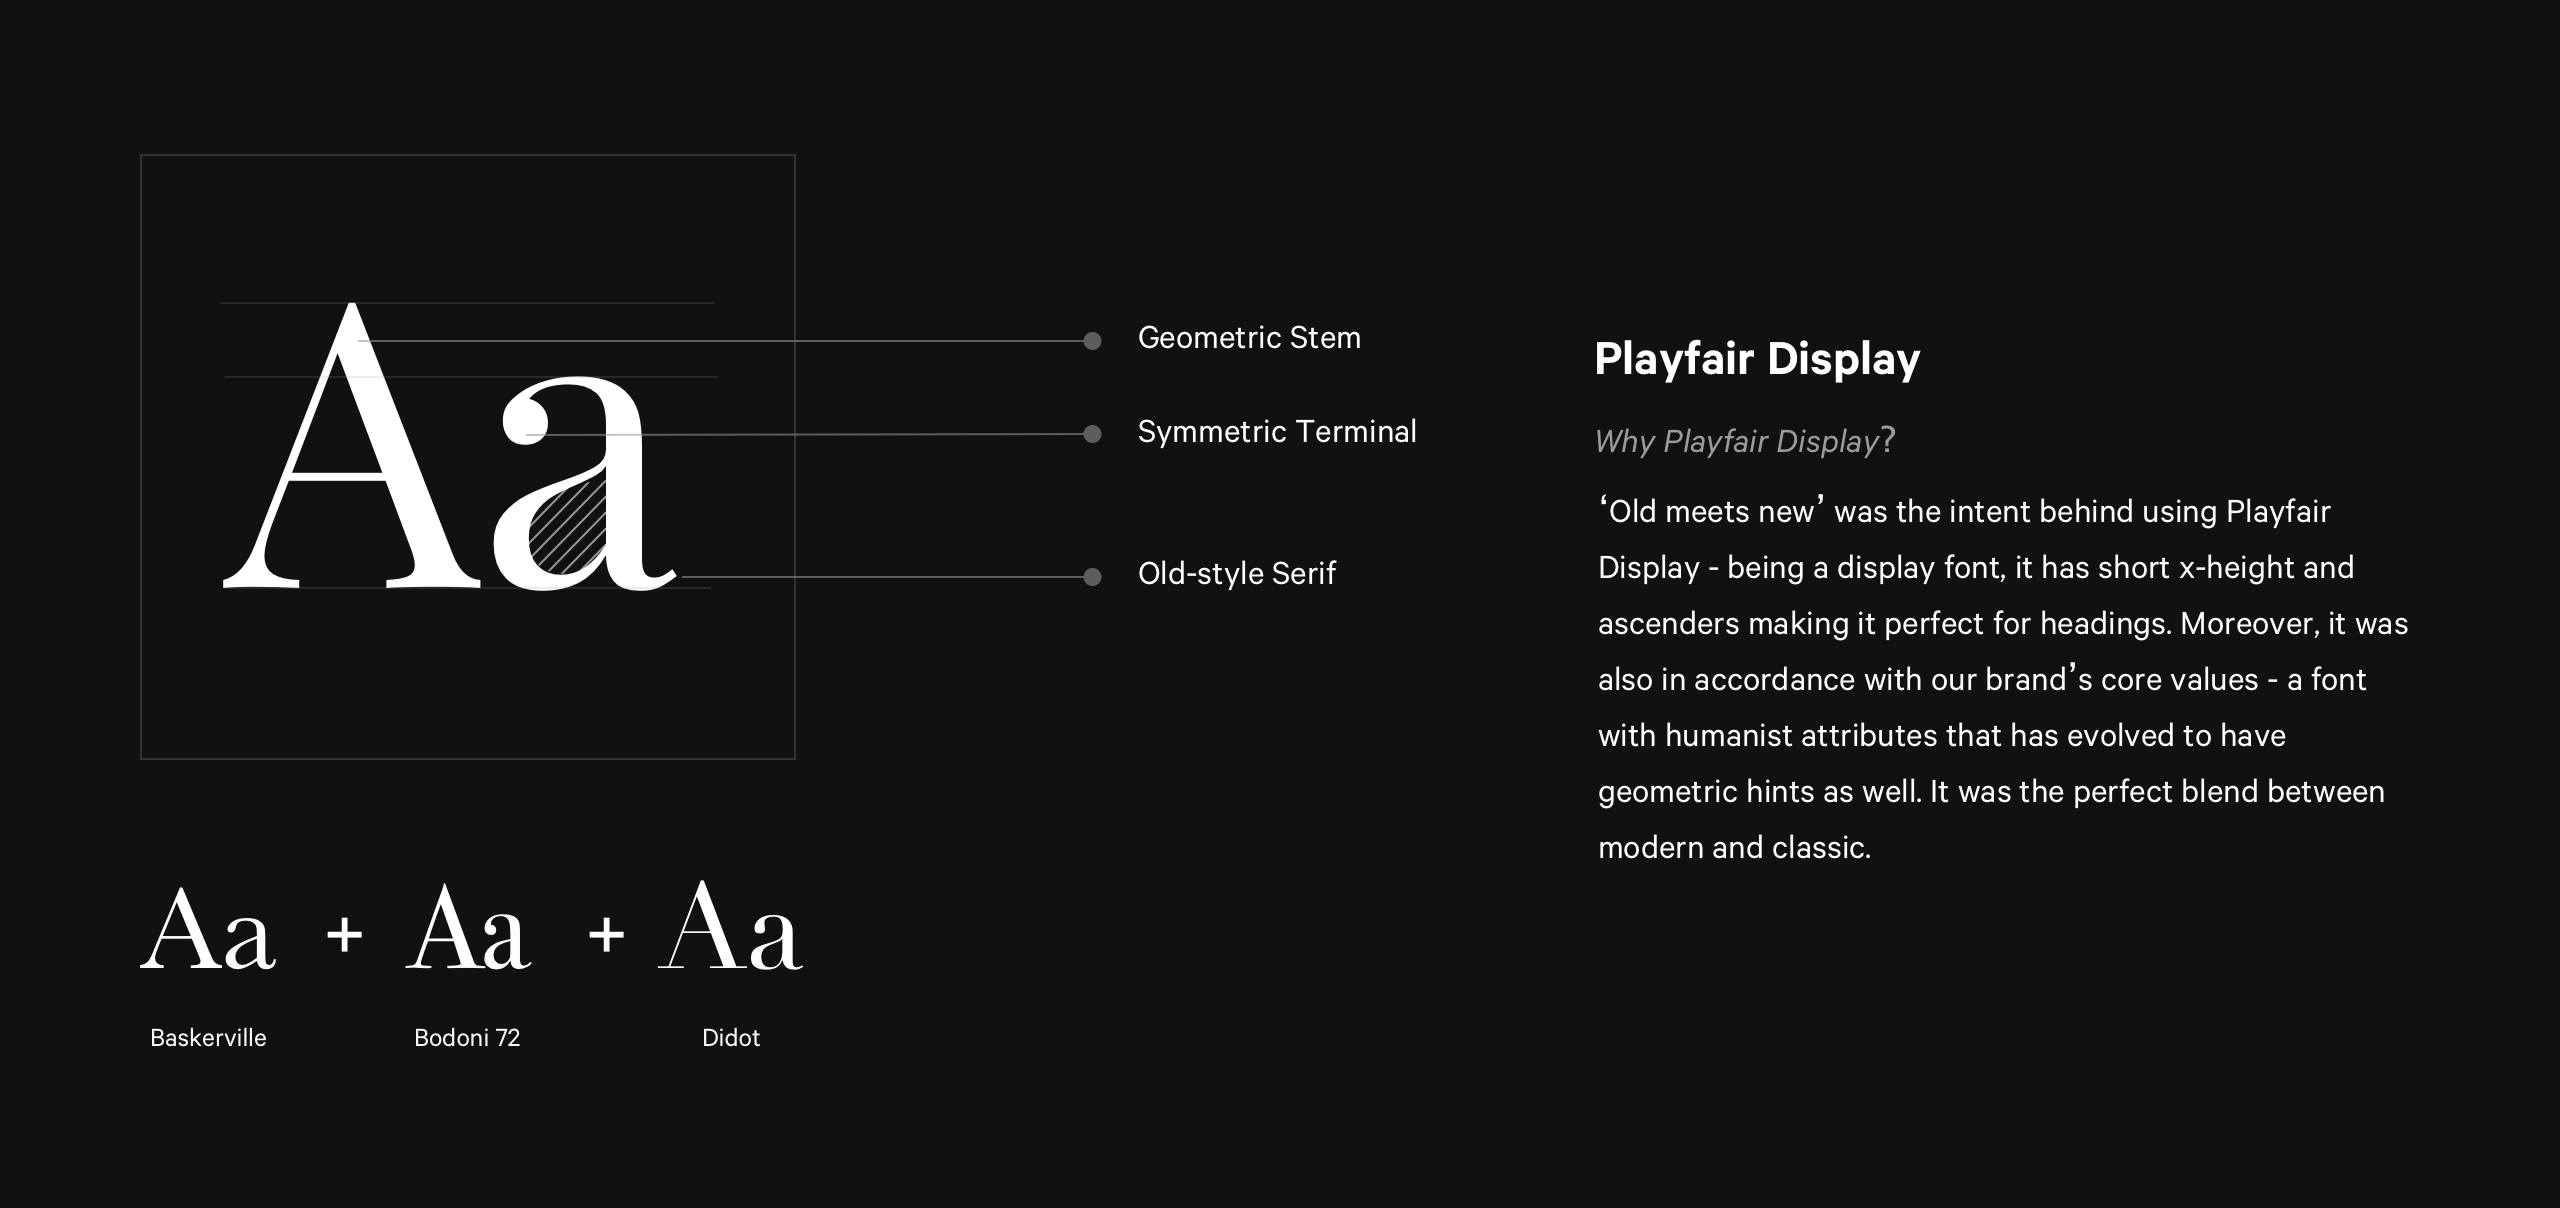 Aa
Geometric Stem
Symmetric Terminal
Old-style Serif
Aa + Aa + Aa
Baskerville
Bodoni 72
Didot
Playfair Display
Why Playfair Display?
‘Old meets new’ was the intent behind using Playfair
Display - being a display font, it has short x-height and
ascenders making it perfect for headings. Moreover, it was
also in accordance with our brand’s core values - a font
with humanist attributes that has evolved to have
geometric hints as well. It was the perfect blend between
modern and classic.